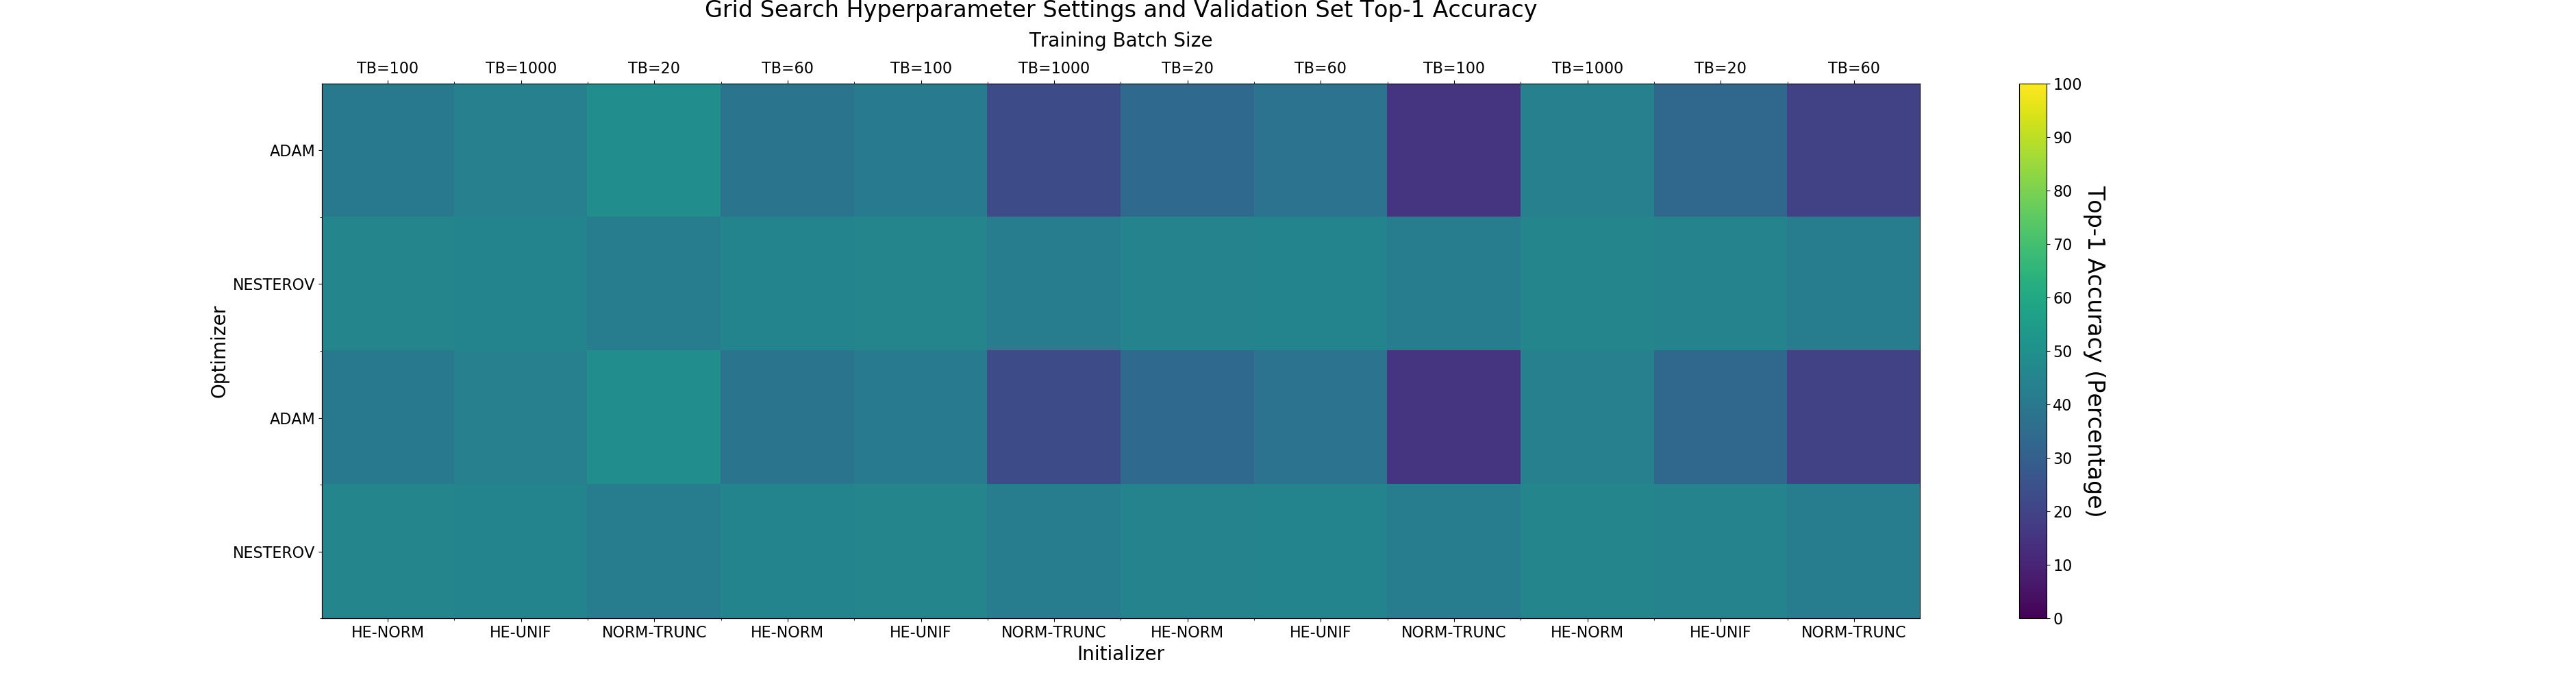 Grid Search Hyperparameter Settings and Validation Set Top-1 Accuracy
Training Batch Size
TB=100 TB=1000 TB=20 TB=60 TB=100 TB=1000 TB=20 TB=60 TB=100 TB=1000 TB=20 TB=60
Optimizer
ADAM
NESTEROV
ADAM
NESTEROV
HE-NORM HE-UNIF NORM-TRUNC HE-NORM HE-UNIF NORM-TRUNC HE-NORM HE-UNIF NORM-TRUNC HE-NORM HE-UNIF NORM-TRUNC
Initializer
100
90
80
70
60
50
40
30
20
10
0
Top-1 Accuracy (Percentage)